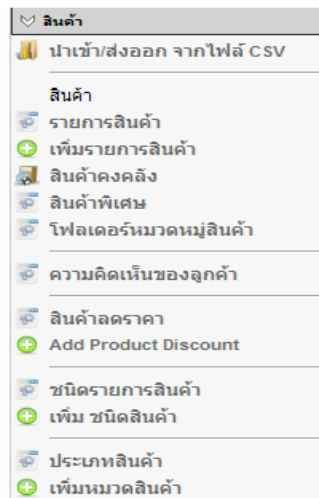 สินค้า
นำเข้า/ส่งออก จากไฟล์ CSV
สินค้า
รายการสินค้า
เพิ่มรายการสินค้า
สินค้าคงคลัง
สินค้าพิเศษ
โฟลเดอร์หมวดหมู่สินค้า
ความคิดเห็นของลูกค้า
สินค้าลดราคา
Add Product Discount
ชนิดรายการสินค้า
เพิ่ม ชนิดสินค้า
ประเภทสินค้า
เพิ่มหมวดสินค้า